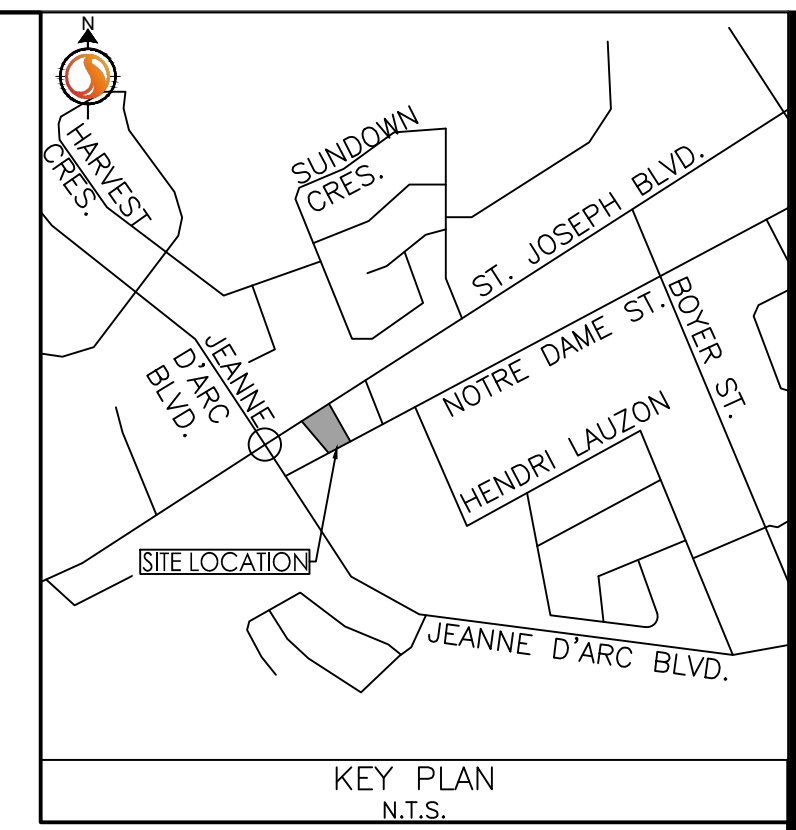 N
HARVEST
CRES.
SUNDOWN
CRES.
ST. JOSEPH BLVD.
NOTRE DAME ST.
BOYER ST.
JEANNE
D'ARC
BLVD.
HENDRI LAUZON
SITE LOCATION
JEANNE D'ARC BLVD.
KEY PLAN
N.T.S.